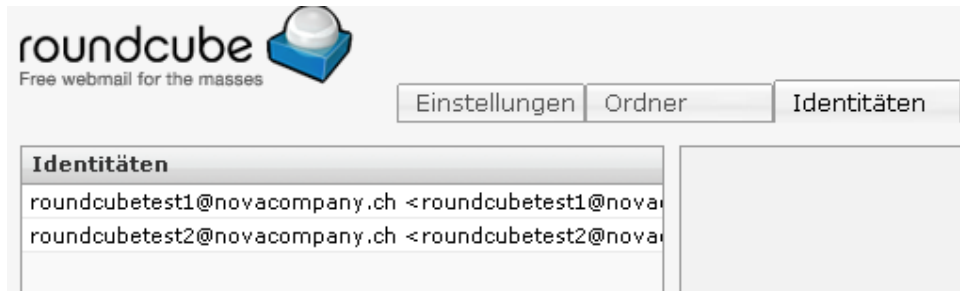 roundcube
Free webmail for the masses
Einstellungen Ordner Identitäten
Identitäten
roundcubetest1@novacompany.ch <roundcubetest1@nova
roundcubetest2@novacompany.ch <roundcubetest2@nova